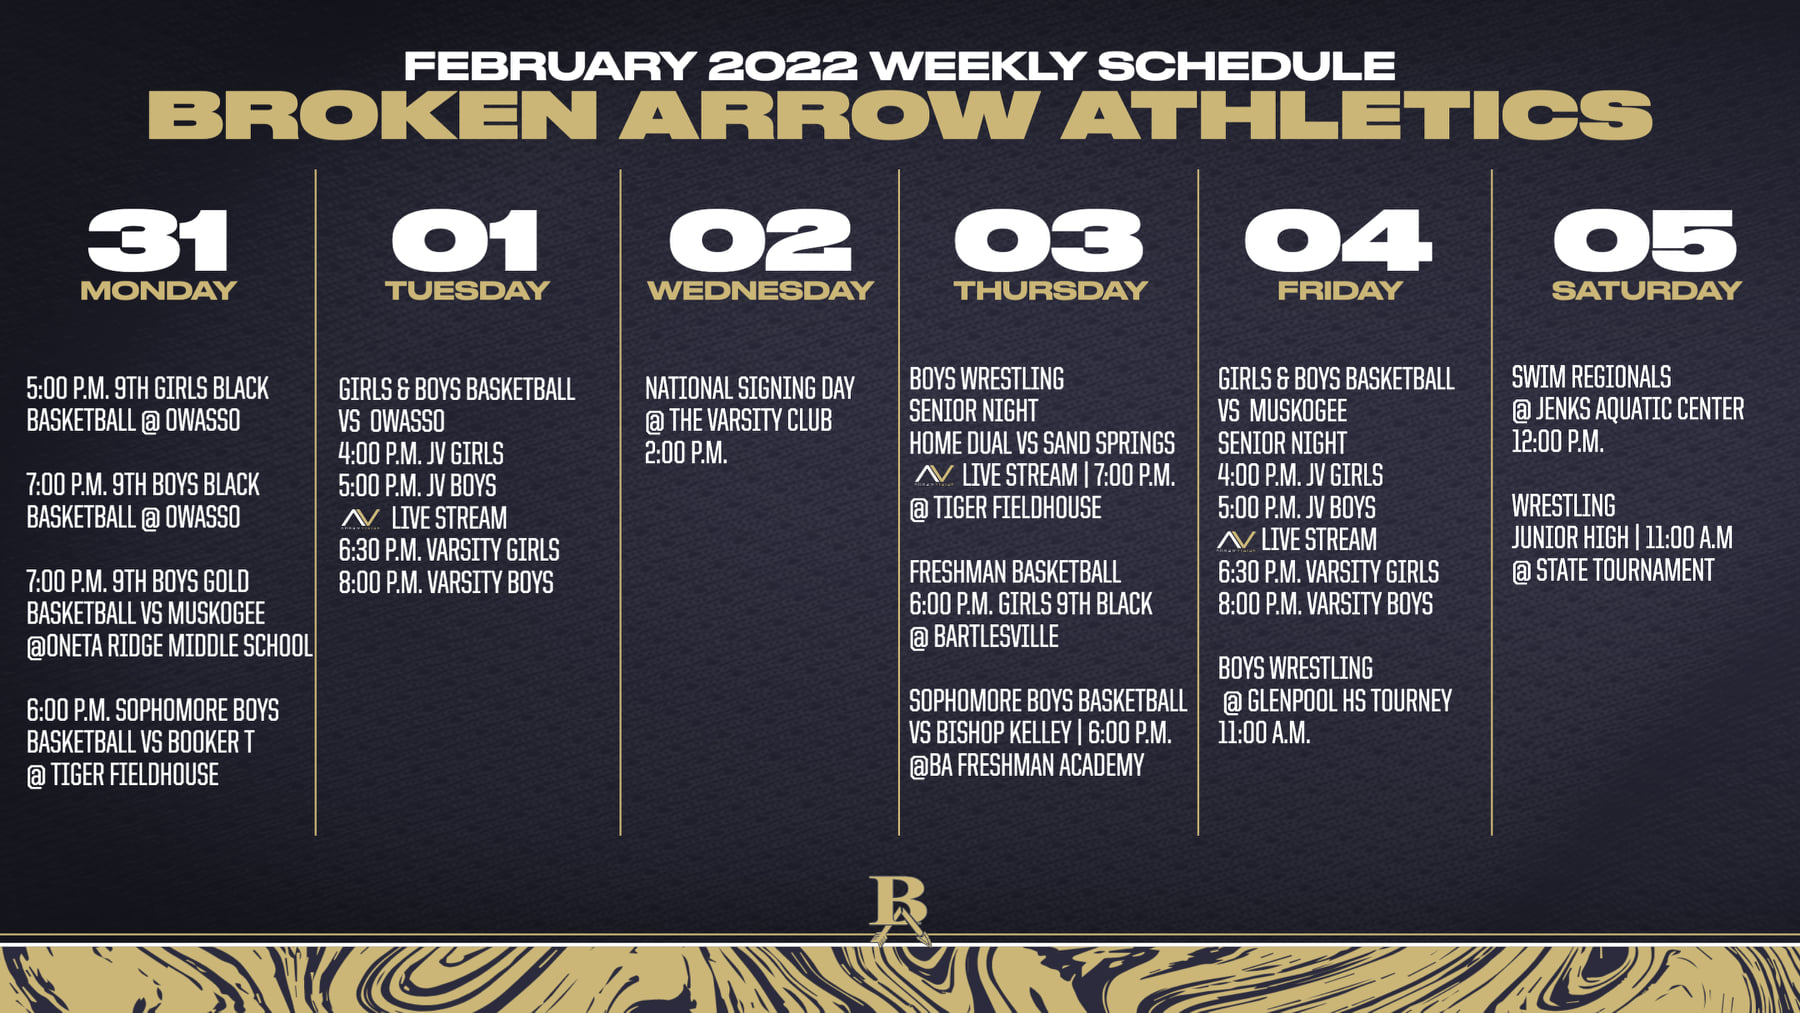 FEBRUARY 2022 WEEKLY SCHEDULE
BROKEN ARROW ATHLETICS
31
MONDAY
5:00 P.M. 9TH GIRLS BLACK
BASKETBALL @ OWASSO
7:00 P.M. 9TH BOYS BLACK
BASKETBALL @ OWASSO
7:00 P.M. 9TH BOYS GOLD
BASKETBALL VS MUSKOGEE
@ONETA RIDGE MIDDLE SCHOOL
6:00 P.M. SOPHOMORE BOYS
BASKETBALL VS BOOKER T
@ TIGER FIELDHOUSE
01
TUESDAY
GIRLS & BOYS BASKETBALL
VS OWASSO
4:00 P.M. JV GIRLS
5:00 P.M. JV BOYS
LIVE STREAM
6:30 P.M. VARSITY GIRLS
8:00 P.M. VARSITY BOYS
02
WEDNESDAY
NATIONAL SIGNING DAY
@ THE VARSITY CLUB
2:00 P.M.
03
THURSDAY
BOYS WRESTLING
SENIOR NIGHT
HOME DUAL VS SAND SPRINGS
LIVE STREAM | 7:00 P.M.
@ TIGER FIELDHOUSE
FRESHMAN BASKETBALL
6:00 P.M. GIRLS 9TH BLACK
@ BARTLESVILLE
SOPHOMORE BOYS BASKETBALL
VS BISHOP KELLEY | 6:00 P.M.
@BA FRESHMAN ACADEMY
04
FRIDAY
GIRLS & BOYS BASKETBALL
VS MUSKOGEE
SENIOR NIGHT
4:00 P.M. JV GIRLS
5:00 P.M. JV BOYS
LIVE STREAM
6:30 P.M. VARSITY GIRLS
8:00 P.M. VARSITY BOYS
BOYS WRESTLING
@ GLENPOOL HS TOURNEY
11:00 A.M.
05
SATURDAY
SWIM REGIONALS
@ JENKS AQUATIC CENTER
12:00 P.M.
WRESTLING
JUNIOR HIGH | 11:00 A.M
@ STATE TOURNAMENT
B